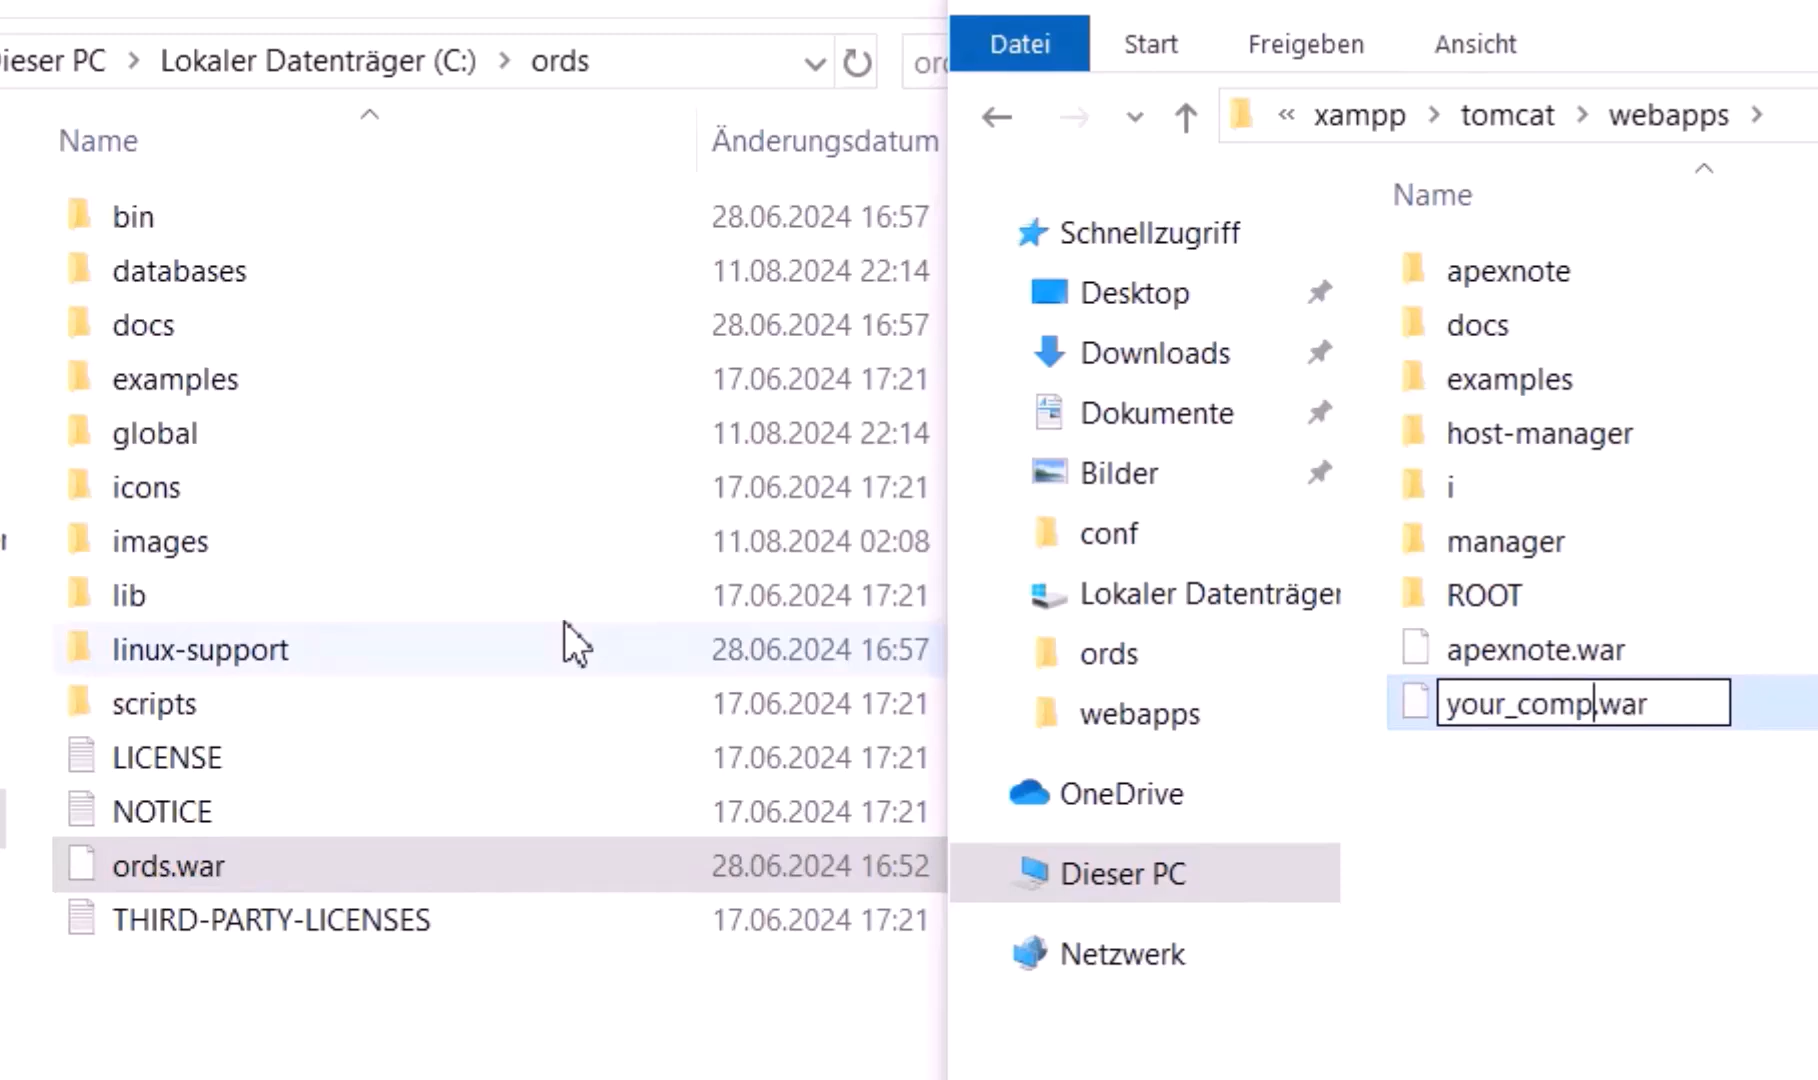 Dieser PC > Lokaler Datenträger (C:) > ords
Name Änderungsdatum
bin 28.06.2024 16:57
databases 11.08.2024 22:14
docs 28.06.2024 16:57
examples 17.06.2024 17:21
global 11.08.2024 22:14
icons 17.06.2024 17:21
images 11.08.2024 02:08
lib 17.06.2024 17:21
linux-support 28.06.2024 16:57
scripts 17.06.2024 17:21
LICENSE 17.06.2024 17:21
NOTICE 17.06.2024 17:21
ords.war 28.06.2024 16:52
THIRD-PARTY-LICENSES 17.06.2024 17:21
Datei Start Freigeben Ansicht
« xampp > tomcat > webapps >
Schnellzugriff
Desktop
Downloads
Dokumente
Bilder
conf
Lokaler Datenträger
ords
webapps
OneDrive
Dieser PC
Netzwerk
Name
apexnote
docs
examples
host-manager
i
manager
ROOT
apexnote.war
your_comp.war